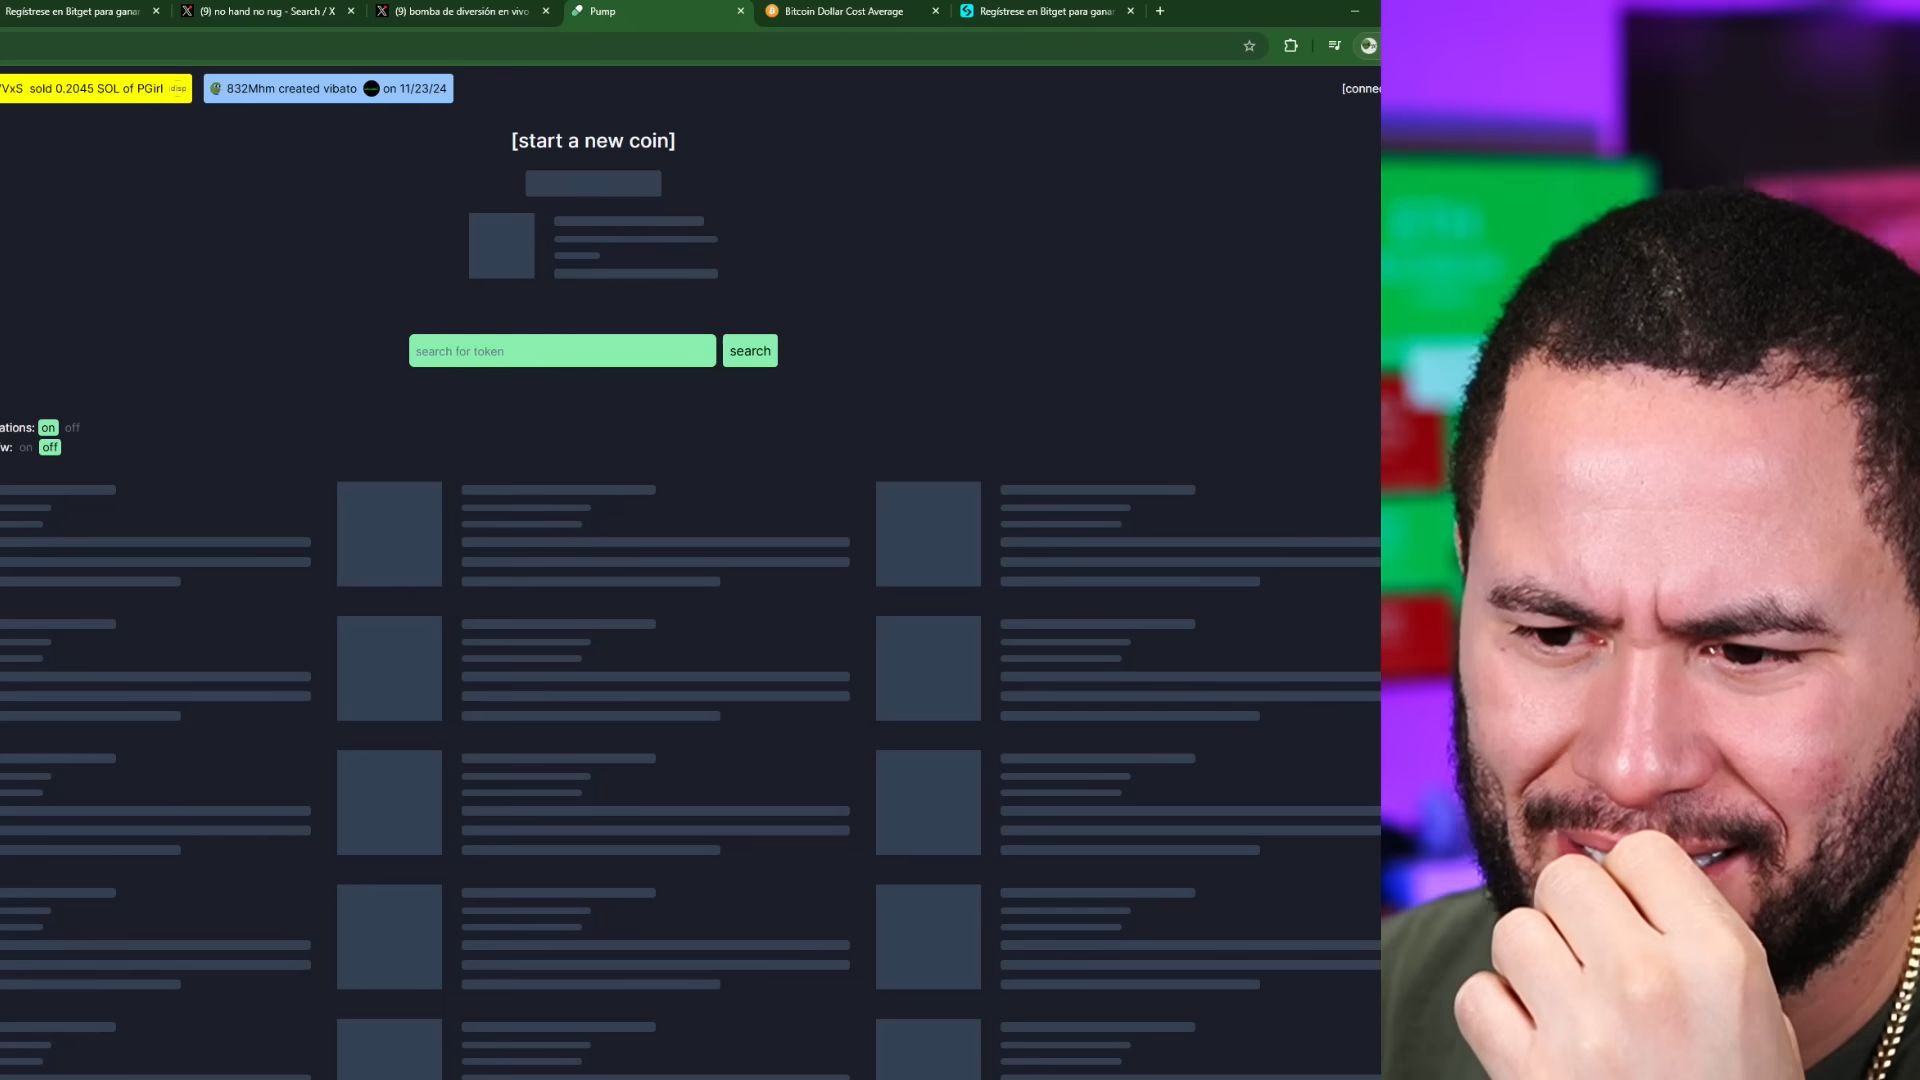 Regístrese en Bitget para ganar
(9) no hand no rug - Search / X
(9) bomba de diversión en vivo
Pump
Bitcoin Dollar Cost Average
Regístrese en Bitget para ganar
VxS sold 0.2045 SOL of PGirl
832Mhm created vibato on 11/23/24
[connec
[start a new coin]
search for token
search
ations: on off
w: on off